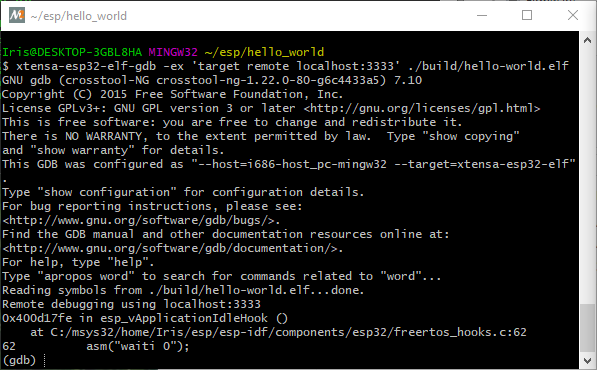 ~/esp/hello_world
Iris@DESKTOP-3GBL8HA MINGW32 ~/esp/hello_world
$ xtensa-esp32-elf-gdb -ex 'target remote localhost:3333' ./build/hello-world.elf
GNU gdb (crosstool-NG crosstool-ng-1.22.0-80-g6c4433a5) 7.10
Copyright (C) 2015 Free Software Foundation, Inc.
License GPLv3+: GNU GPL version 3 or later <http://gnu.org/licenses/gpl.html>
This is free software: you are free to change and redistribute it.
There is NO WARRANTY, to the extent permitted by law.  Type "show copying"
and "show warranty" for details.
This GDB was configured as "--host=i686-host_pc-mingw32 --target=xtensa-esp32-elf"
.
Type "show configuration" for configuration details.
For bug reporting instructions, please see:
<http://www.gnu.org/software/gdb/bugs/>.
Find the GDB manual and other documentation resources online at:
<http://www.gnu.org/software/gdb/documentation/>.
For help, type "help".
Type "apropos word" to search for commands related to "word"...
Reading symbols from ./build/hello-world.elf...done.
Remote debugging using localhost:3333
0x400d17fe in esp_vApplicationIdleHook ()
    at C:/msys32/home/Iris/esp/esp-idf/components/esp32/freertos_hooks.c:62
62          asm("waiti 0");
(gdb)